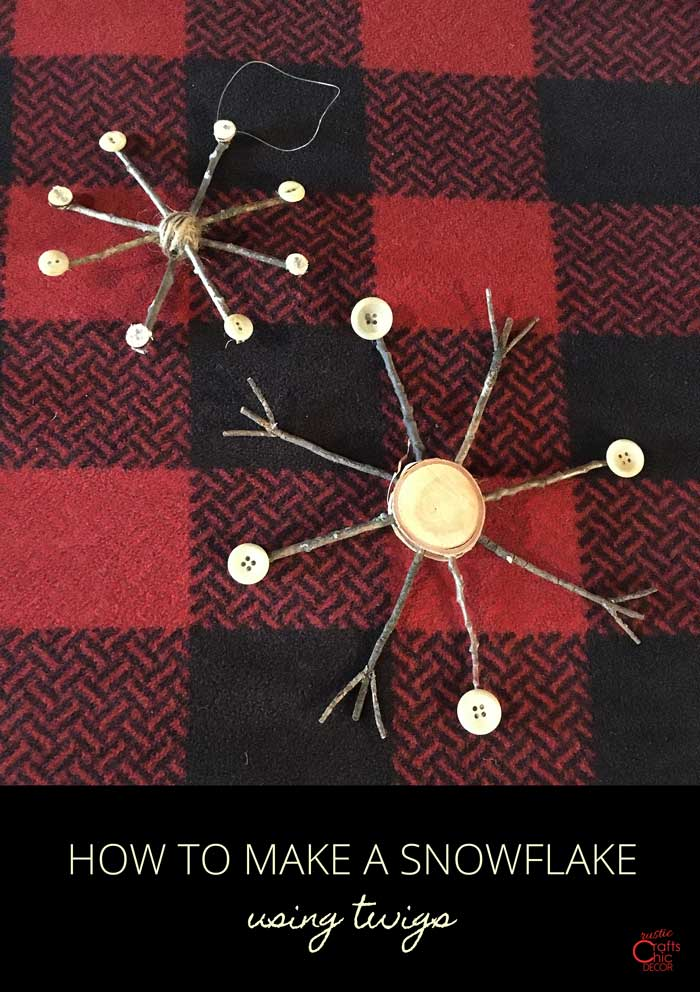 HOW TO MAKE A SNOWFLAKE
using twigs
rustic
Crafts
Chic
DECOR